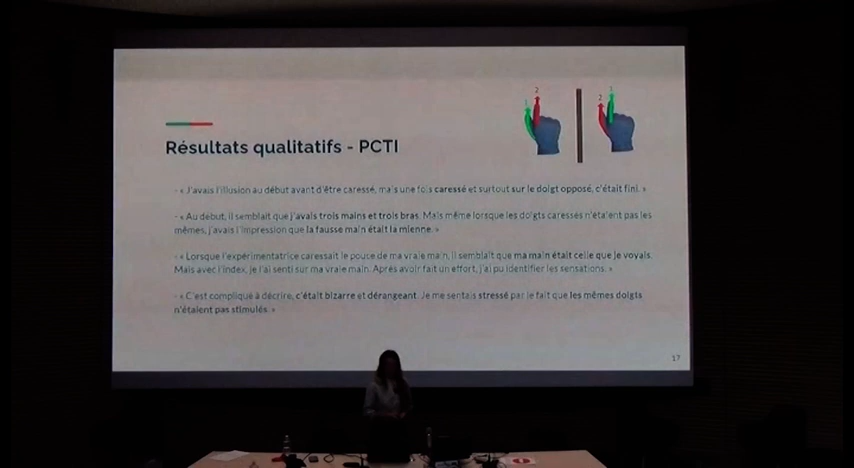 1 2 2 1
Résultats qualitatifs - PCTI
- « J'avais l'illusion au début avant d'être caressé, mais une fois caressé et surtout sur le doigt opposé, c'était fini. »
- « Au début, il semblait que j'avais trois mains et trois bras. Mais même lorsque les doigts caressés n'étaient pas les
mêmes, j'avais l'impression que la fausse main était la mienne. »
- « Lorsque l'expérimentatrice caressait le pouce de ma vraie main, il semblait que ma main était celle que je voyais.
Mais avec l'index, je l'ai senti sur ma vraie main. Après avoir fait un effort, j'ai pu identifier les sensations. »
- « C'est compliqué à décrire, c'était bizarre et dérangeant. Je me sentais stressé par le fait que les mêmes doigts
n'étaient pas stimulés. »
17